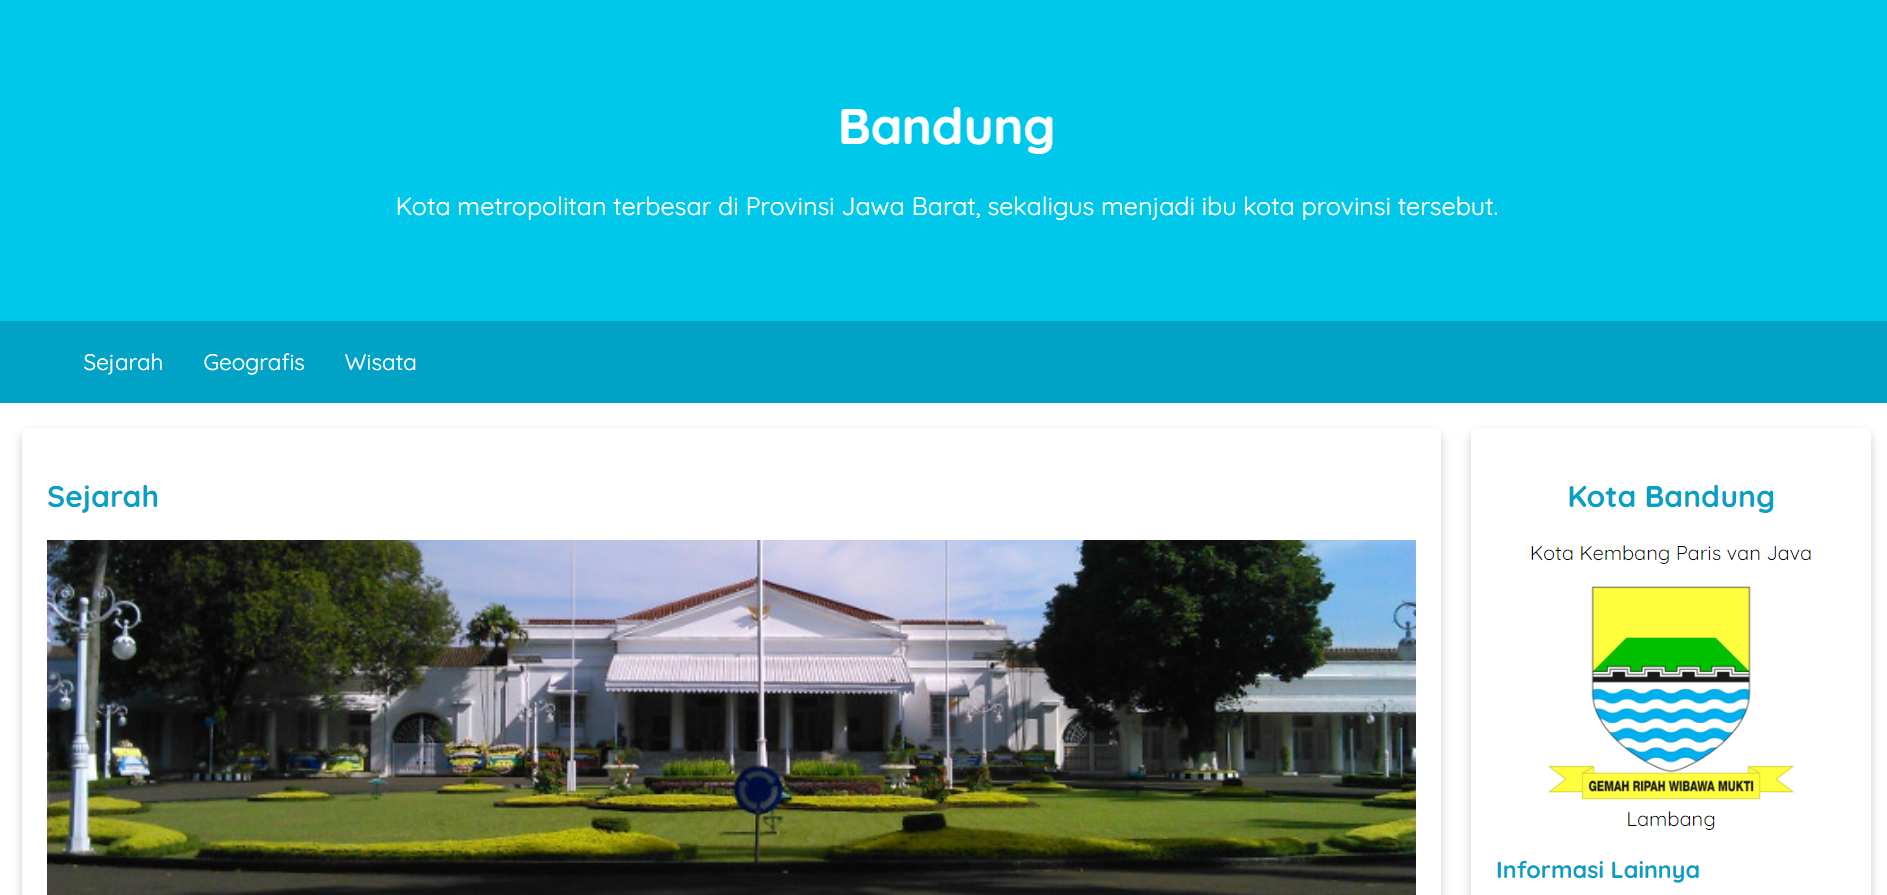 Bandung
Kota metropolitan terbesar di Provinsi Jawa Barat, sekaligus menjadi ibu kota provinsi tersebut.
Sejarah
Geografis
Wisata
Sejarah
Kota Bandung
Kota Kembang Paris van Java
GEMAH RIPAH WIBAWA MUKTI
Lambang
Informasi Lainnya